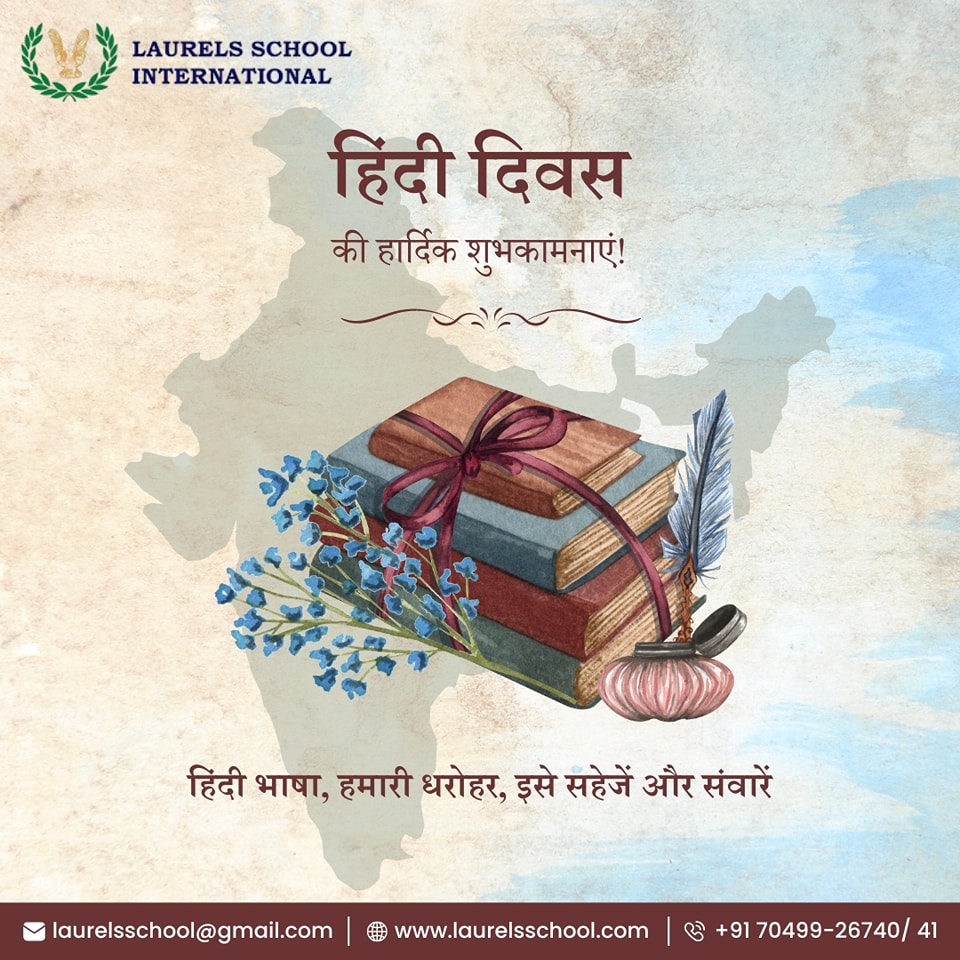 LAURELS SCHOOL
INTERNATIONAL
हिंदी दिवस
की हार्दिक शुभकामनाएं!
हिंदी भाषा, हमारी धरोहर, इसे सहेजें और संवारें
laurelsschool@gmail.com | www.laurelsschool.com | +91 70499-26740/ 41